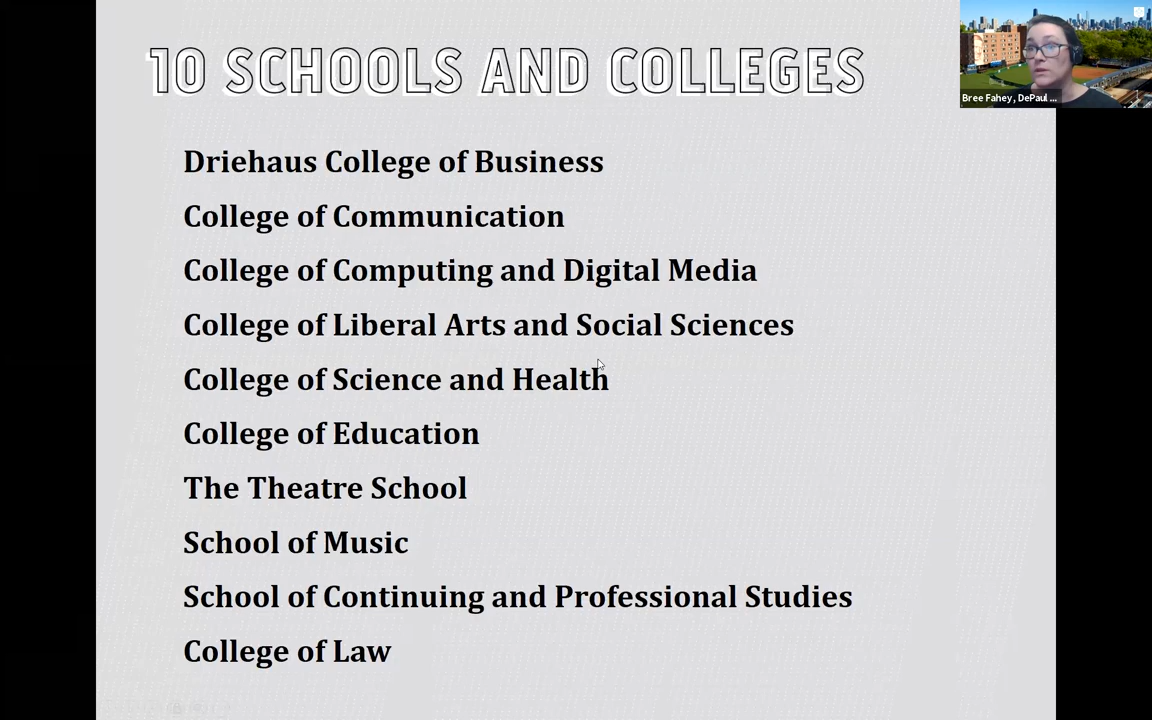 10 SCHOOLS AND COLLEGES
Bree Fahey, DePaul ...
Driehaus College of Business
College of Communication
College of Computing and Digital Media
College of Liberal Arts and Social Sciences
College of Science and Health
College of Education
The Theatre School
School of Music
School of Continuing and Professional Studies
College of Law